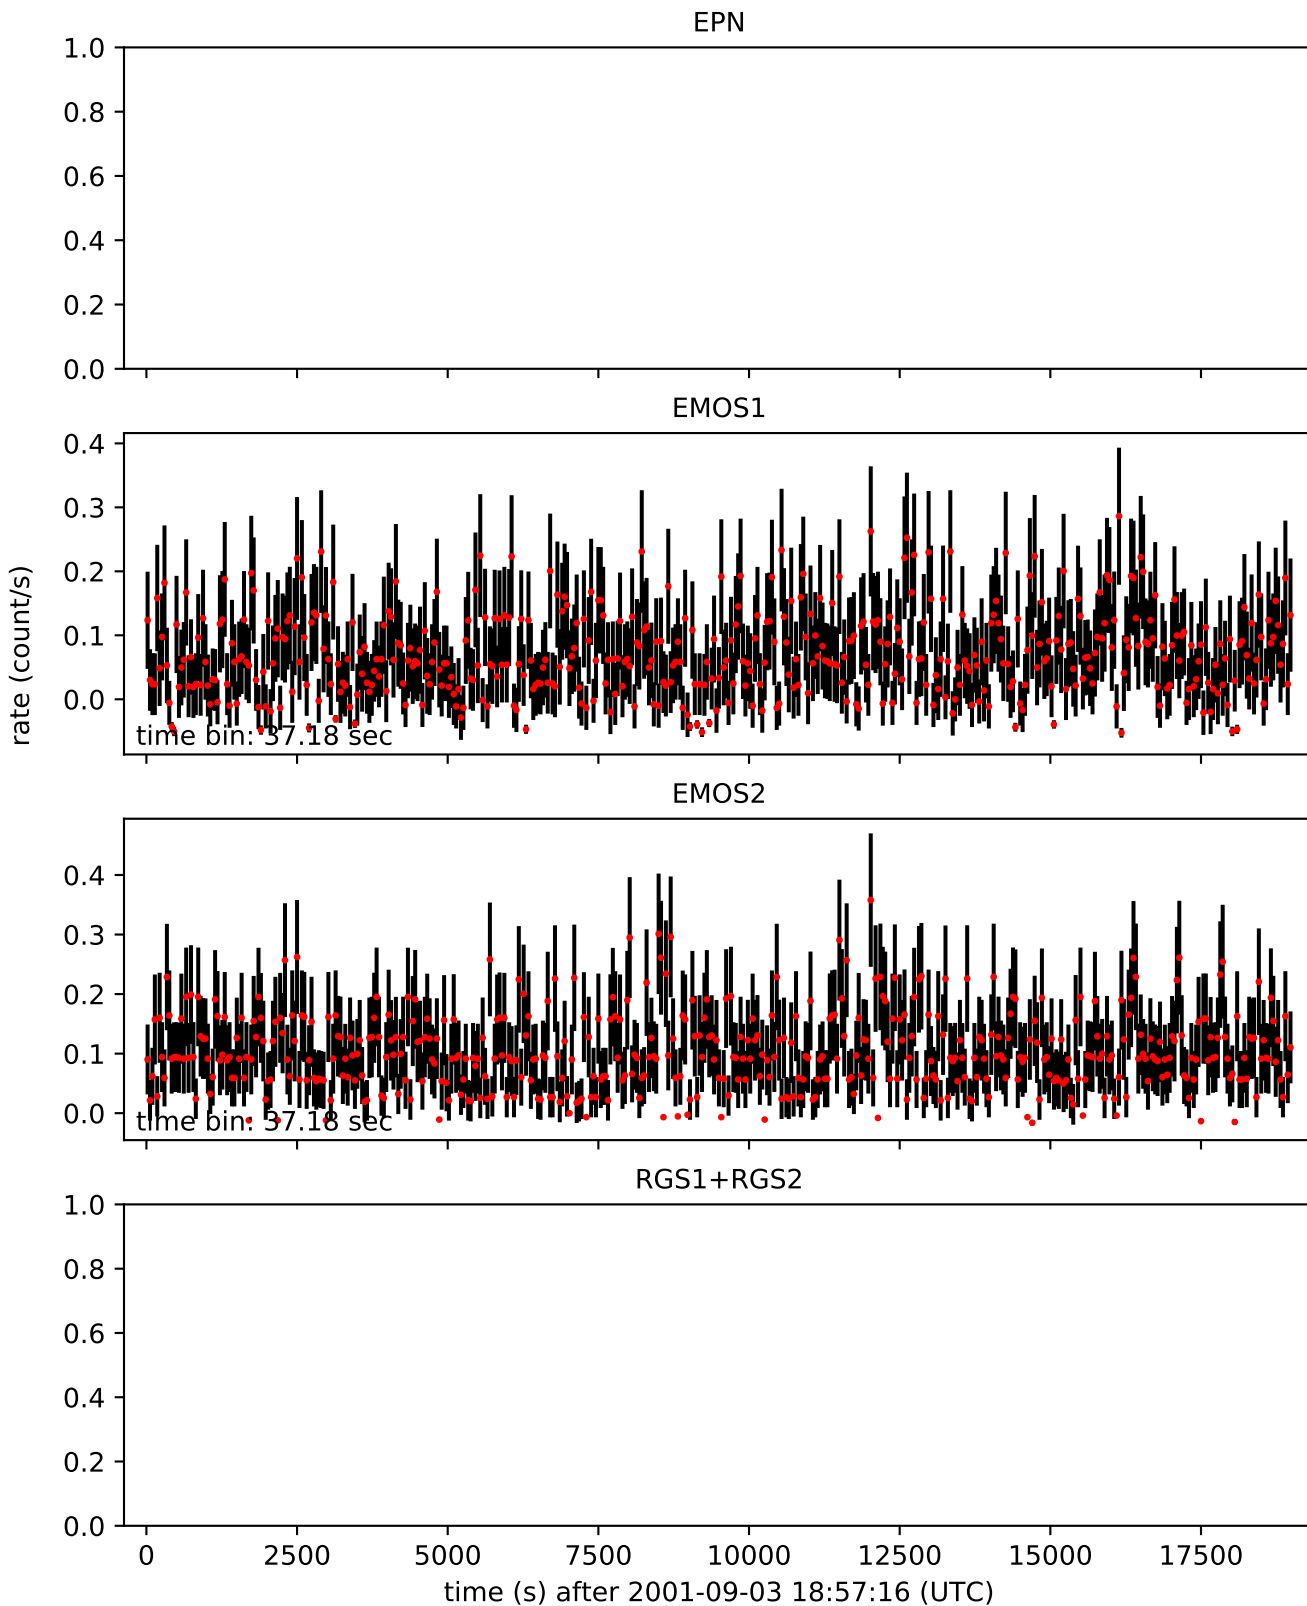 EPN
1.0
0.8
0.6
0.4
0.2
0.0
EMOS1
0.4
0.3
0.2
0.1
0.0
rate (count/s)
time bin: 37.18 sec
EMOS2
0.4
0.3
0.2
0.1
0.0
time bin: 37.18 sec
RGS1+RGS2
1.0
0.8
0.6
0.4
0.2
0.0
0 2500 5000 7500 10000 12500 15000 17500
time (s) after 2001-09-03 18:57:16 (UTC)